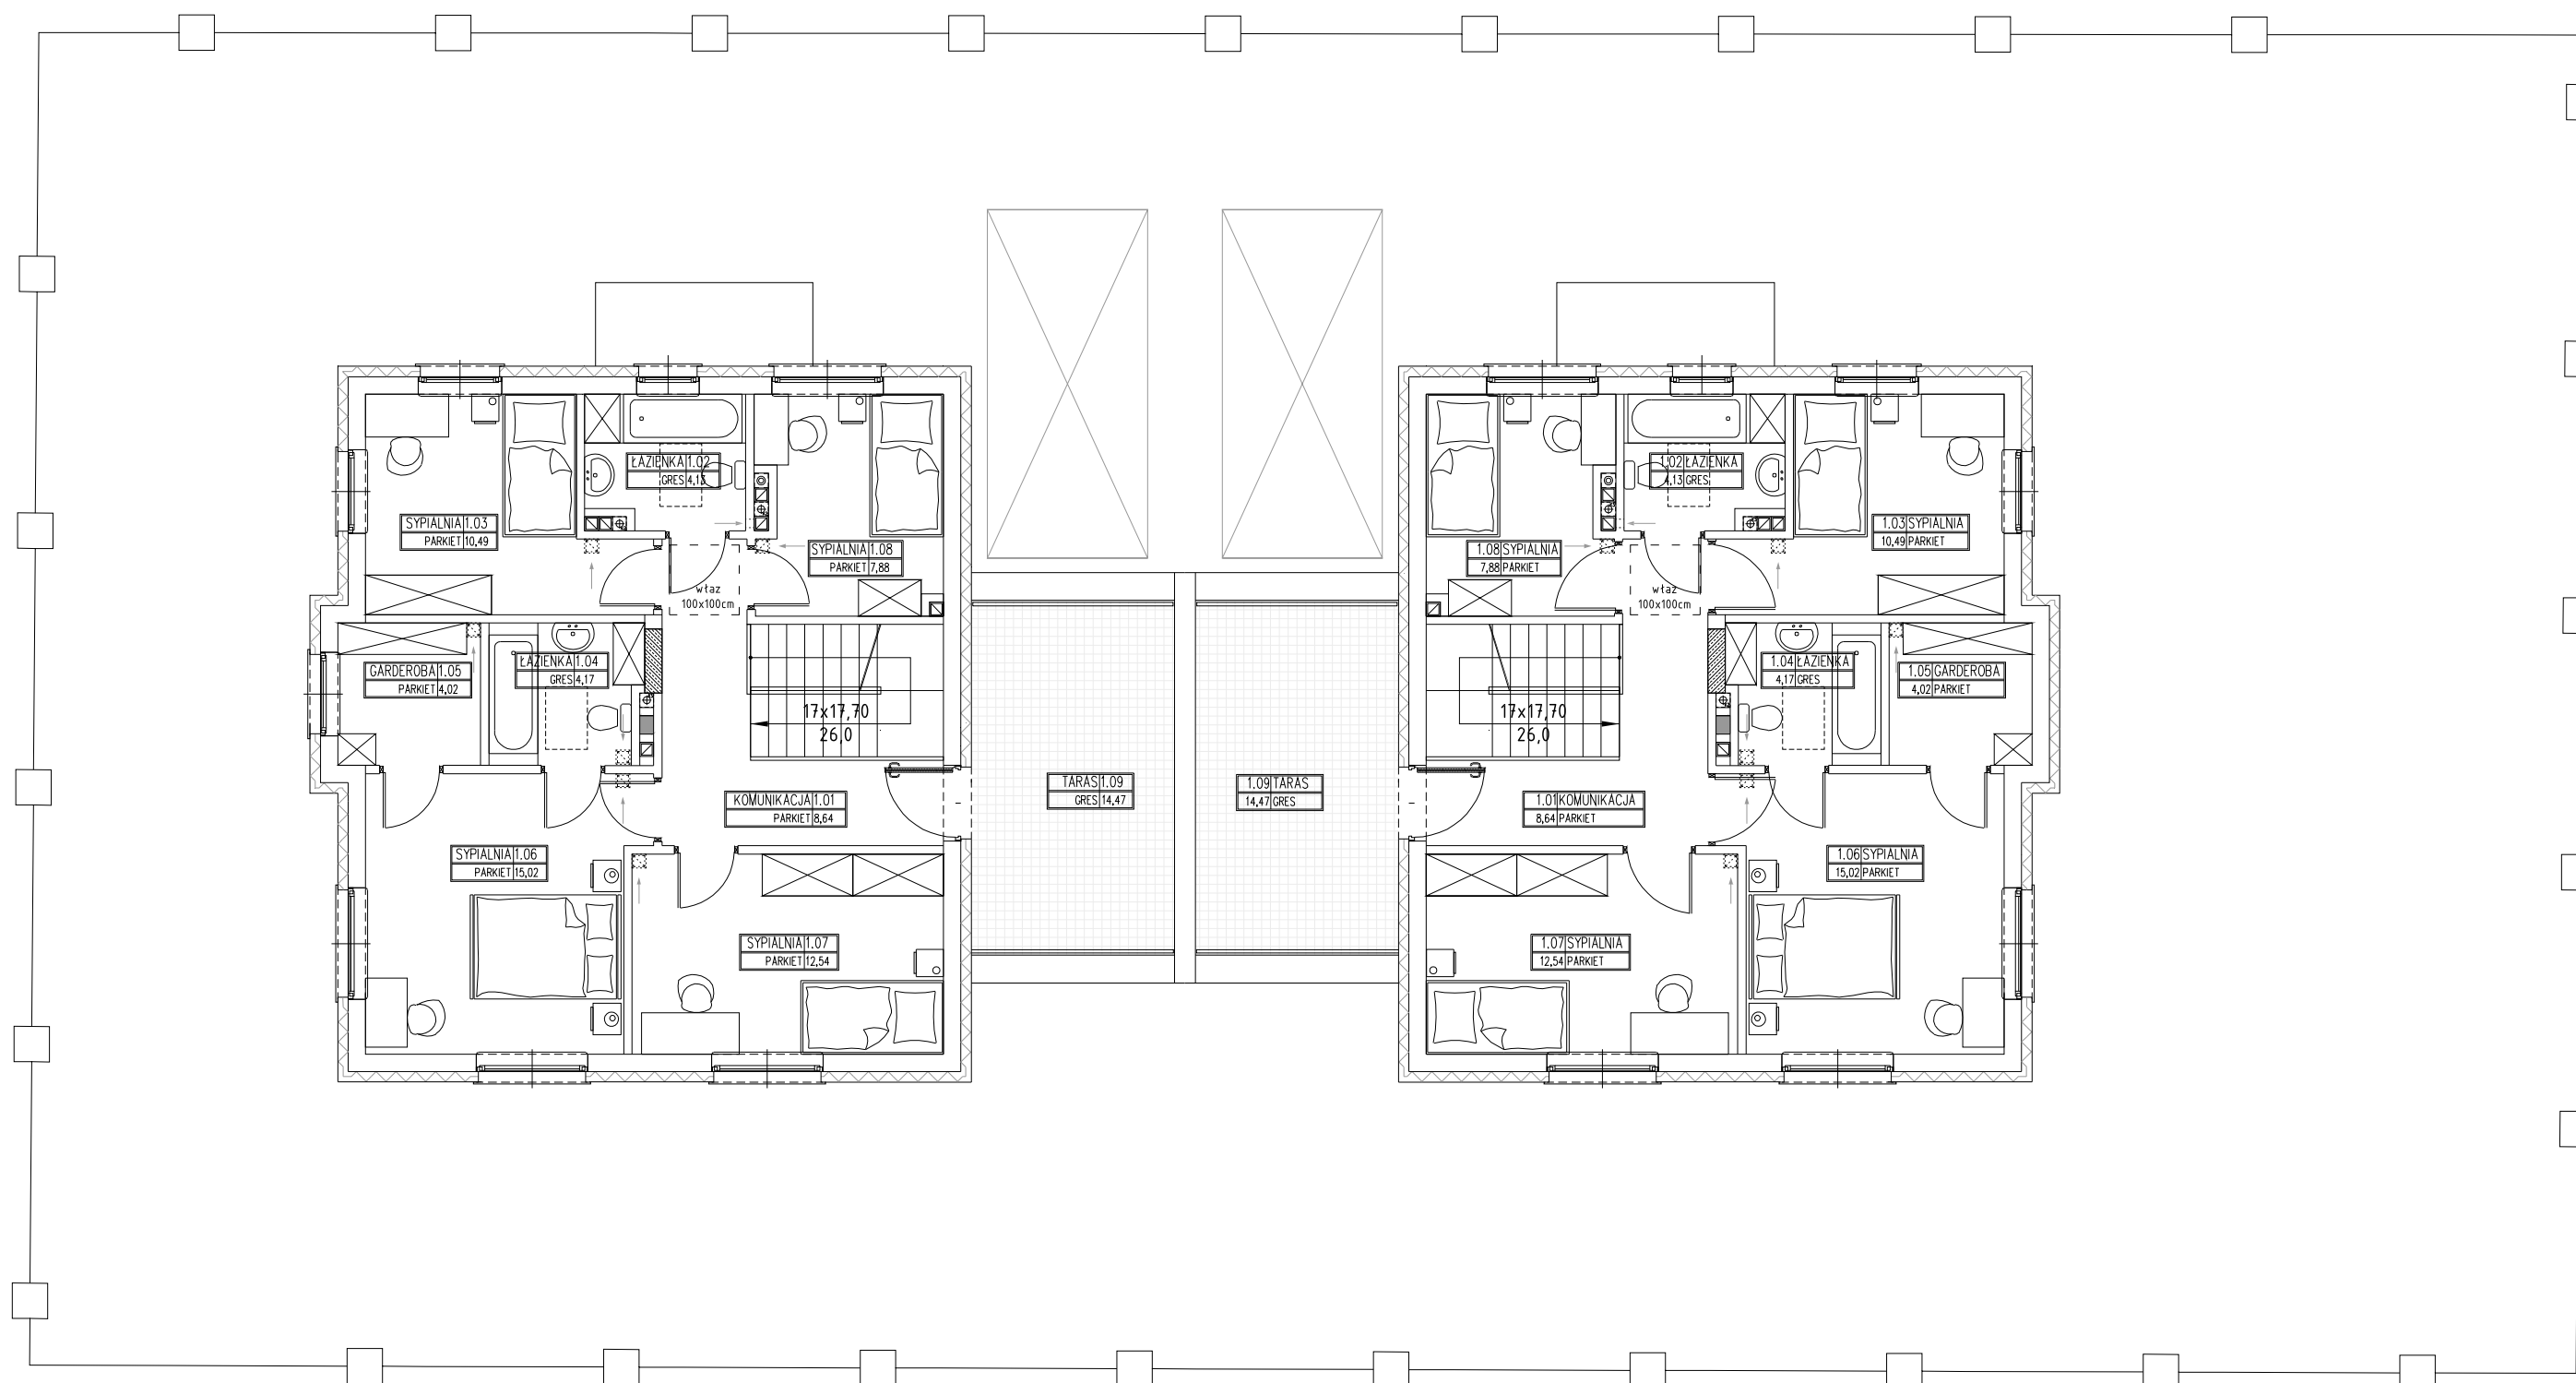 ŁAZIENKA 1.02
GRES 4,13
SYPIALNIA 1.03
PARKIET 10,49
SYPIALNIA 1.08
PARKIET 7,88
właz
100x100cm
GARDEROBA 1.05
PARKIET 4,02
ŁAZIENKA 1.04
GRES 4,17
17x17,70
26,0
KOMUNIKACJA 1.01
PARKIET 8,64
SYPIALNIA 1.06
PARKIET 15,02
SYPIALNIA 1.07
PARKIET 12,54
TARAS 1.09
GRES 14,47
1.09 TARAS
14,47 GRES
1.02 ŁAZIENKA
4,13 GRES
1.03 SYPIALNIA
10,49 PARKIET
1.08 SYPIALNIA
7,88 PARKIET
właz
100x100cm
1.04 ŁAZIENKA
4,17 GRES
1.05 GARDEROBA
4,02 PARKIET
17x17,70
26,0
1.01 KOMUNIKACJA
8,64 PARKIET
1.06 SYPIALNIA
15,02 PARKIET
1.07 SYPIALNIA
12,54 PARKIET